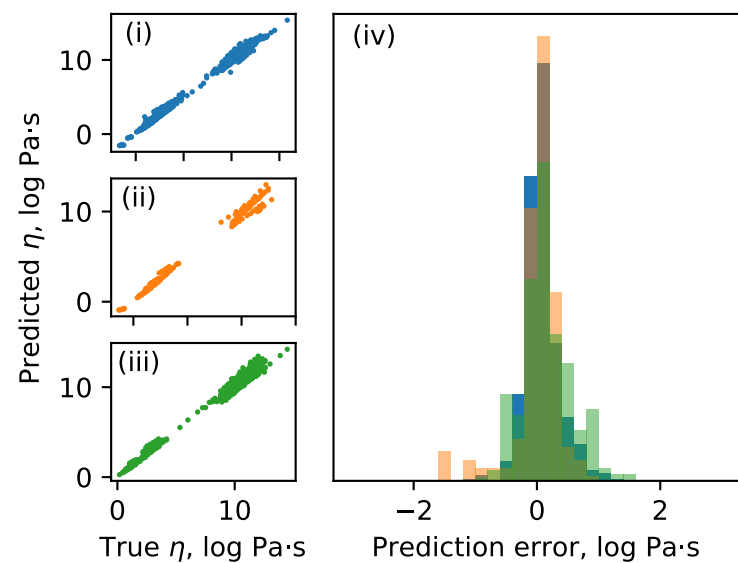 (i)
10
0
(ii)
10
0
(iii)
10
0
0
10
Predicted η, log Pa·s
True η, log Pa·s
(iv)
−2
0
2
Prediction error, log Pa·s